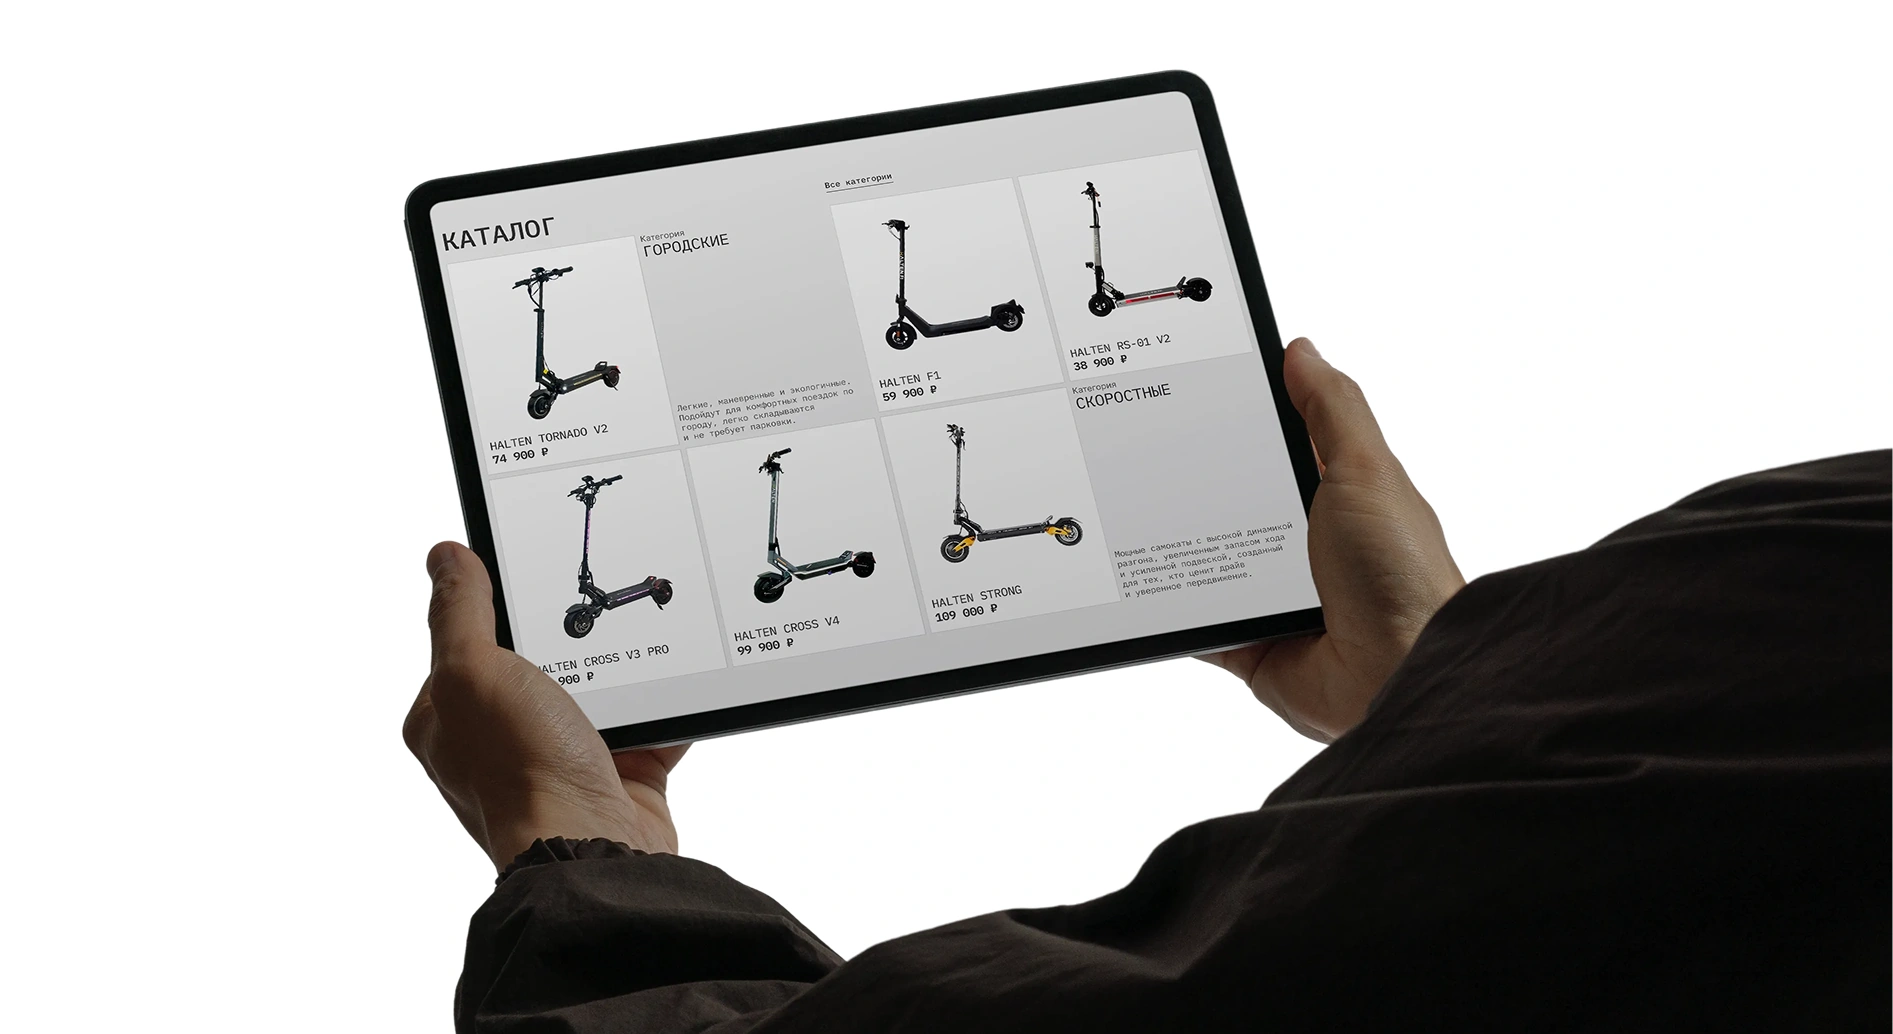 КАТАЛОГ
Все категории
HALTEN TORNADO V2
74 900 ₽
Категория
ГОРОДСКИЕ
Легкие, маневренные и экологичные.
Подойдут для комфортных поездок по
городу, легко складываются
и не требует парковки.
HALTEN F1
59 900 ₽
HALTEN RS-01 V2
38 900 ₽
HALTEN CROSS V3 PRO
900 ₽
HALTEN CROSS V4
99 900 ₽
HALTEN STRONG
109 000 ₽
Категория
СКОРОСТНЫЕ
Мощные самокаты с высокой динамикой
разгона, увеличенным запасом хода
и усиленной подвеской, созданный
для тех, кто ценит драйв
и уверенное передвижение.